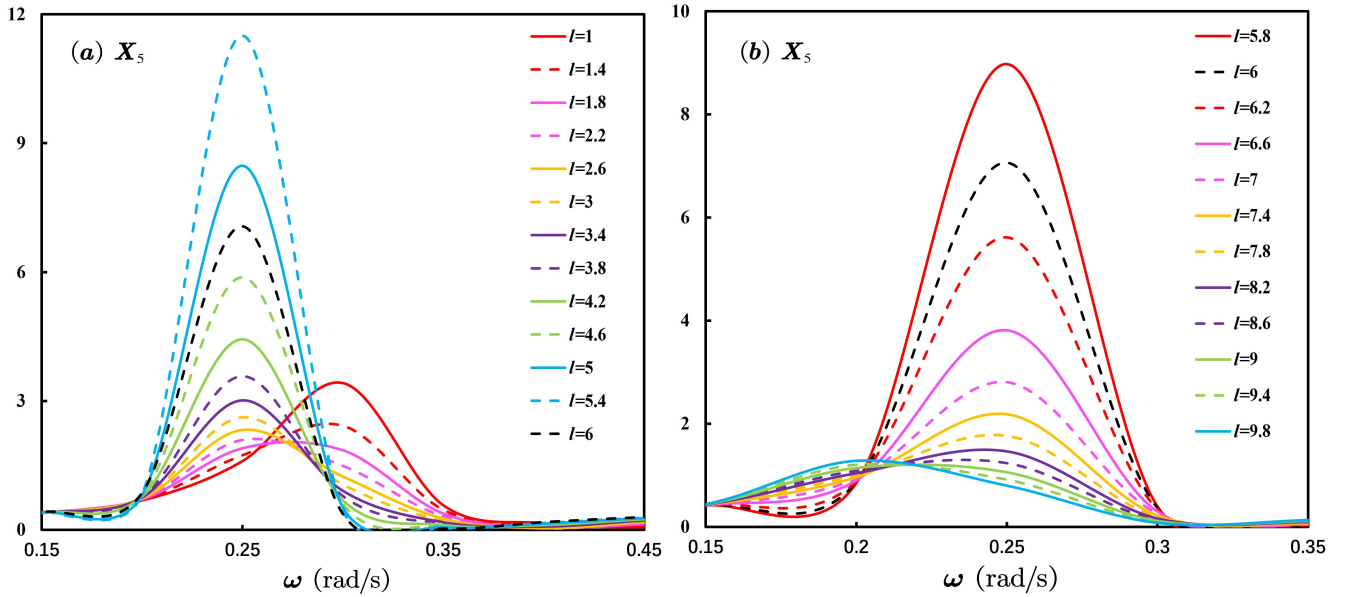 (a) X5
12
9
6
3
0
0.15
0.25
0.35
0.45
ω (rad/s)
l=1
l=1.4
l=1.8
l=2.2
l=2.6
l=3
l=3.4
l=3.8
l=4.2
l=4.6
l=5
l=5.4
l=6
(b) X5
10
8
6
4
2
0
0.15
0.2
0.25
0.3
0.35
ω (rad/s)
l=5.8
l=6
l=6.2
l=6.6
l=7
l=7.4
l=7.8
l=8.2
l=8.6
l=9
l=9.4
l=9.8